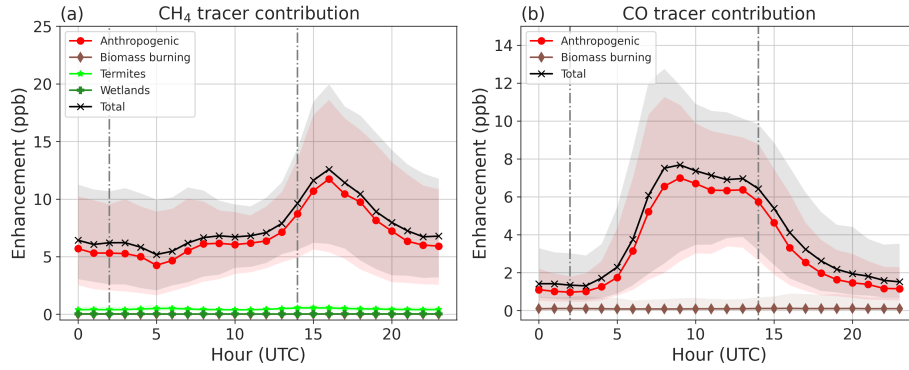 (a) CH₄ tracer contribution
25
20
15
10
5
0
Enhancement (ppb)
Anthropogenic
Biomass burning
Termites
Wetlands
Total
0 5 10 15 20
Hour (UTC)
(b) CO tracer contribution
14
12
10
8
6
4
2
0
Enhancement (ppb)
Anthropogenic
Biomass burning
Total
0 5 10 15 20
Hour (UTC)